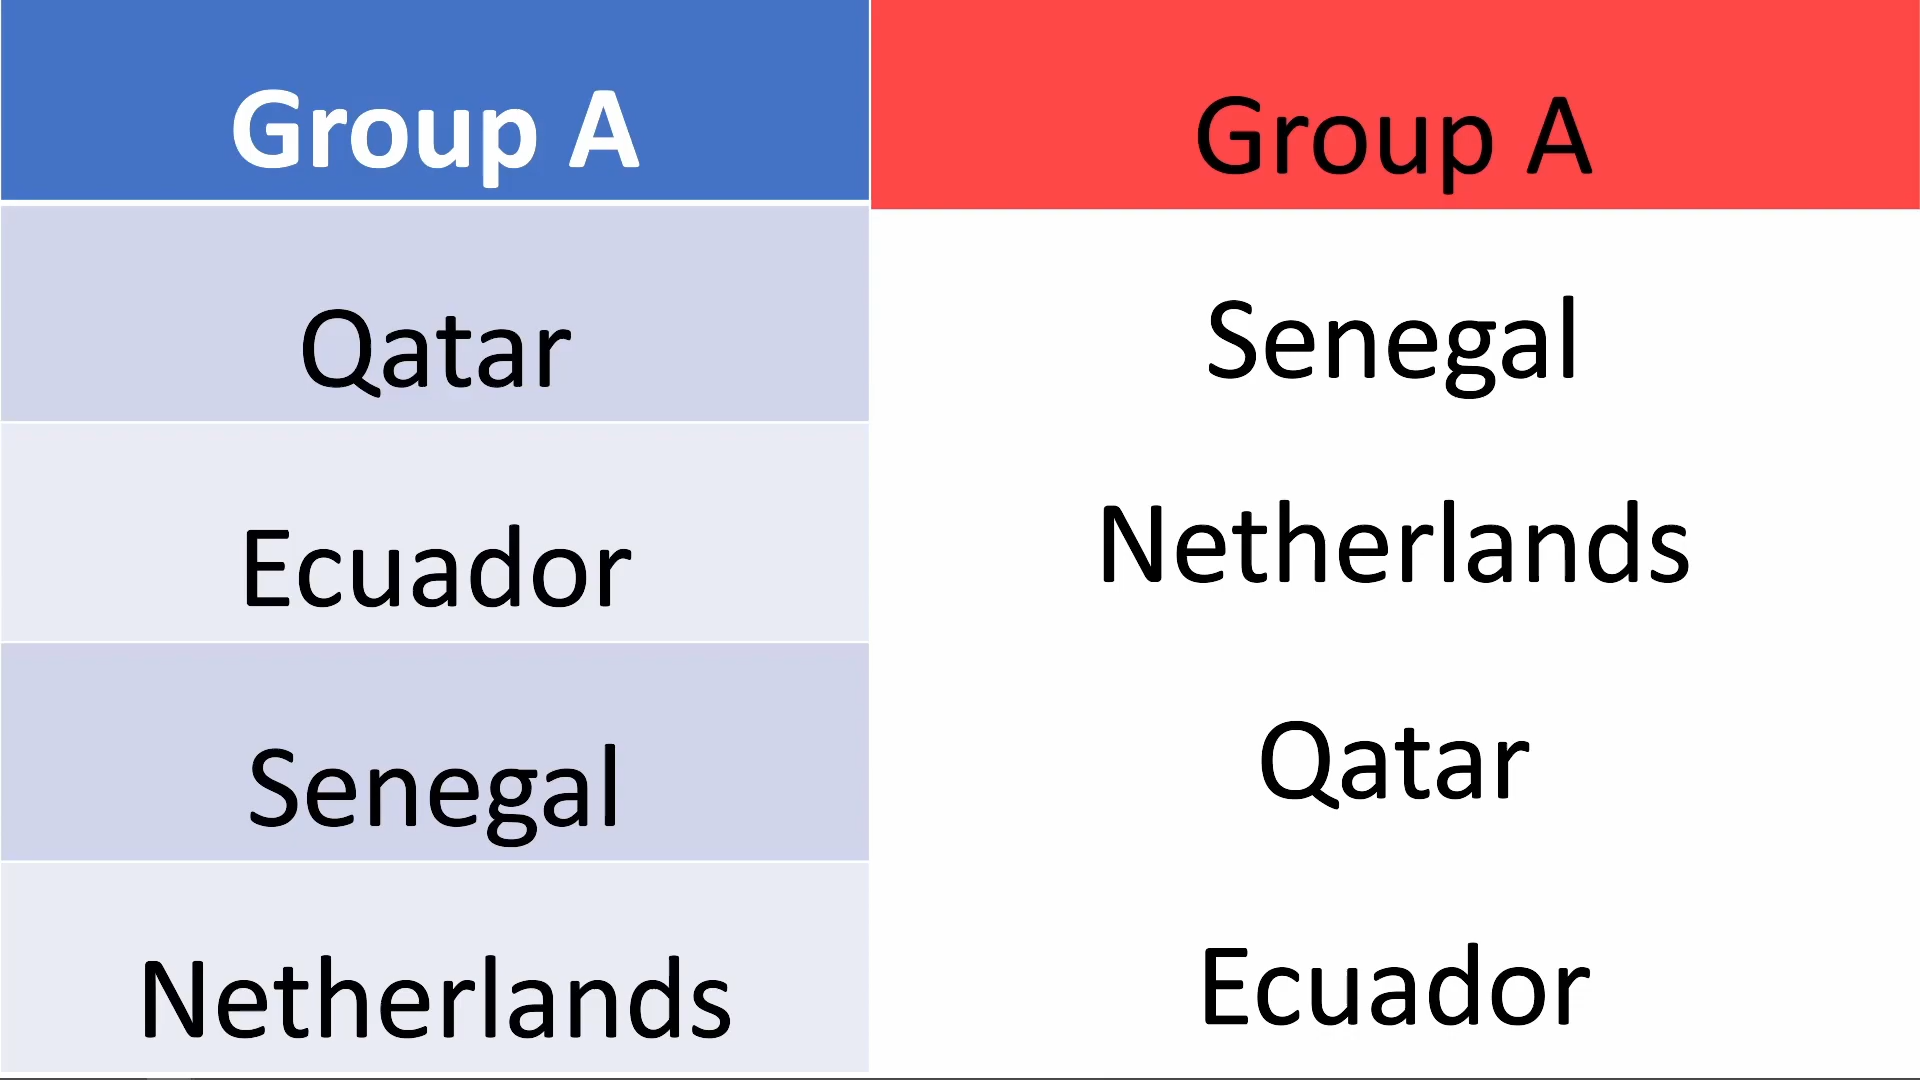 Group A
Group A
Qatar
Senegal
Ecuador
Netherlands
Senegal
Qatar
Netherlands
Ecuador